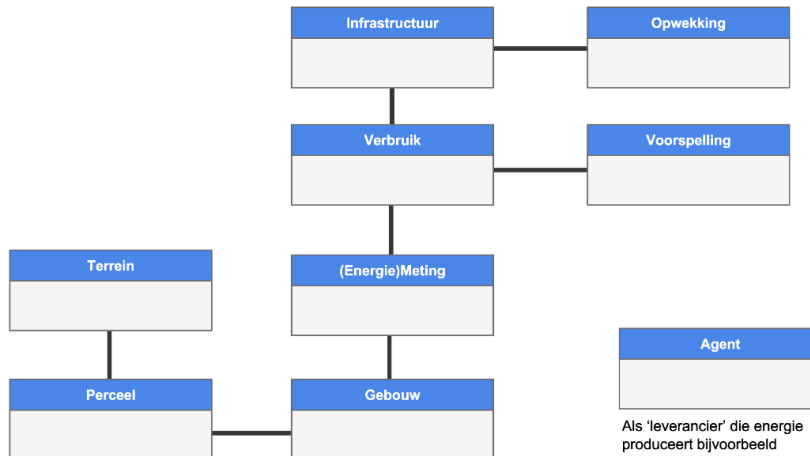 Infrastructuur
Opwekking
Verbruik
Voorspelling
Terrein
(Energie)Meting
Agent
Perceel
Gebouw
Als ‘leverancier’ die energie
produceert bijvoorbeeld